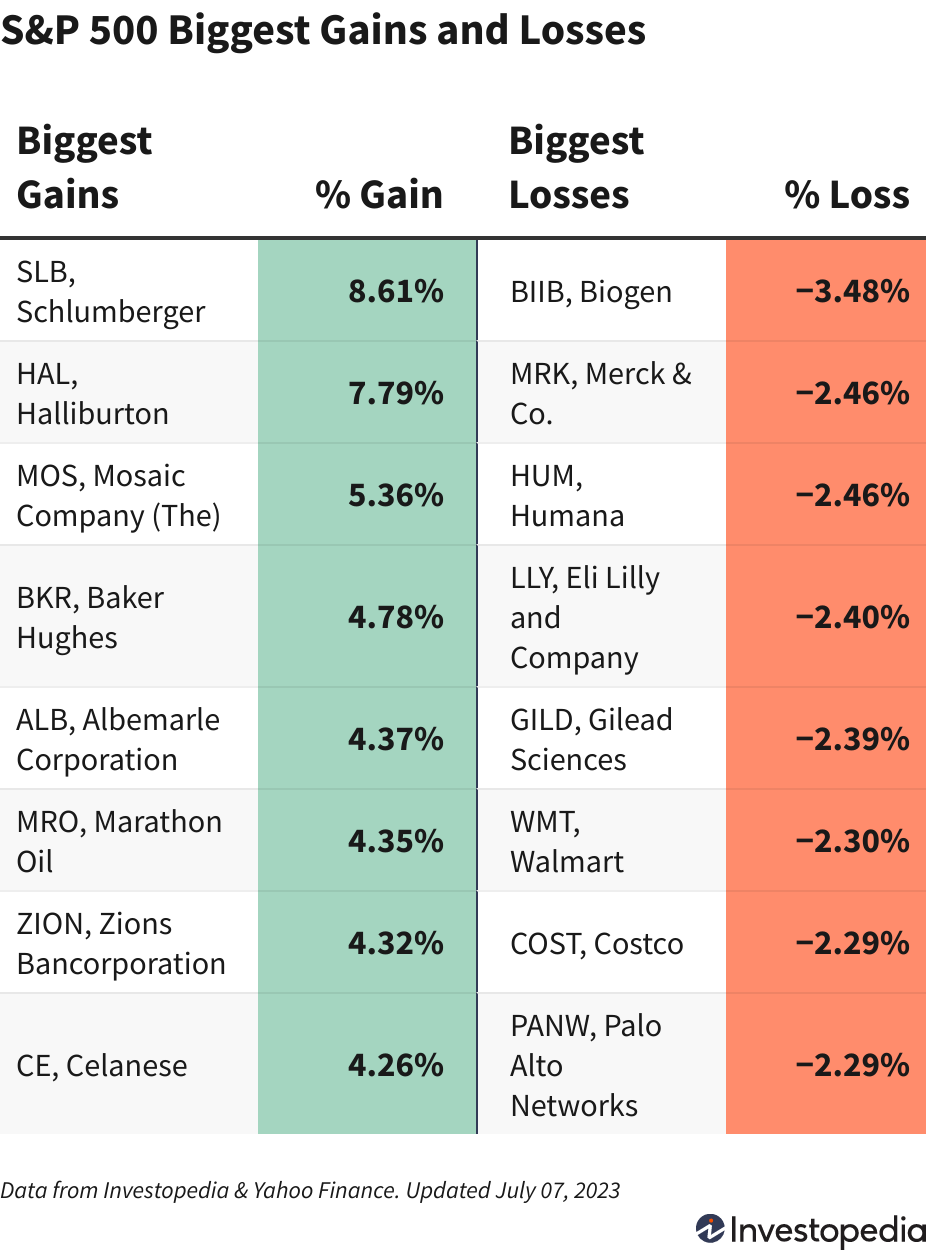 S&P 500 Biggest Gains and Losses
Biggest
Gains
% Gain
Biggest
Losses
% Loss
SLB,
Schlumberger
8.61%
BIIB, Biogen
−3.48%
HAL,
Halliburton
7.79%
MRK, Merck &
Co.
−2.46%
MOS, Mosaic
Company (The)
5.36%
HUM,
Humana
−2.46%
BKR, Baker
Hughes
4.78%
LLY, Eli Lilly
and
Company
−2.40%
ALB, Albemarle
Corporation
4.37%
GILD, Gilead
Sciences
−2.39%
MRO, Marathon
Oil
4.35%
WMT,
Walmart
−2.30%
ZION, Zions
Bancorporation
4.32%
COST, Costco
−2.29%
CE, Celanese
4.26%
PANW, Palo
Alto
Networks
−2.29%
Data from Investopedia & Yahoo Finance. Updated July 07, 2023
Investopedia